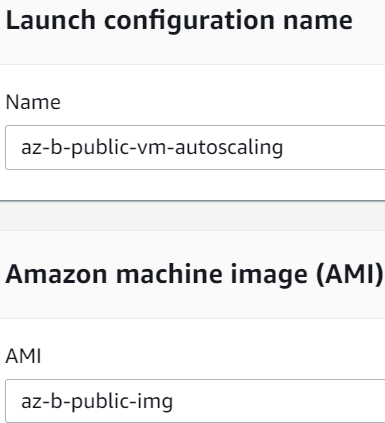 Launch configuration name
Name
az-b-public-vm-autoscaling
Amazon machine image (AMI)
AMI
az-b-public-img